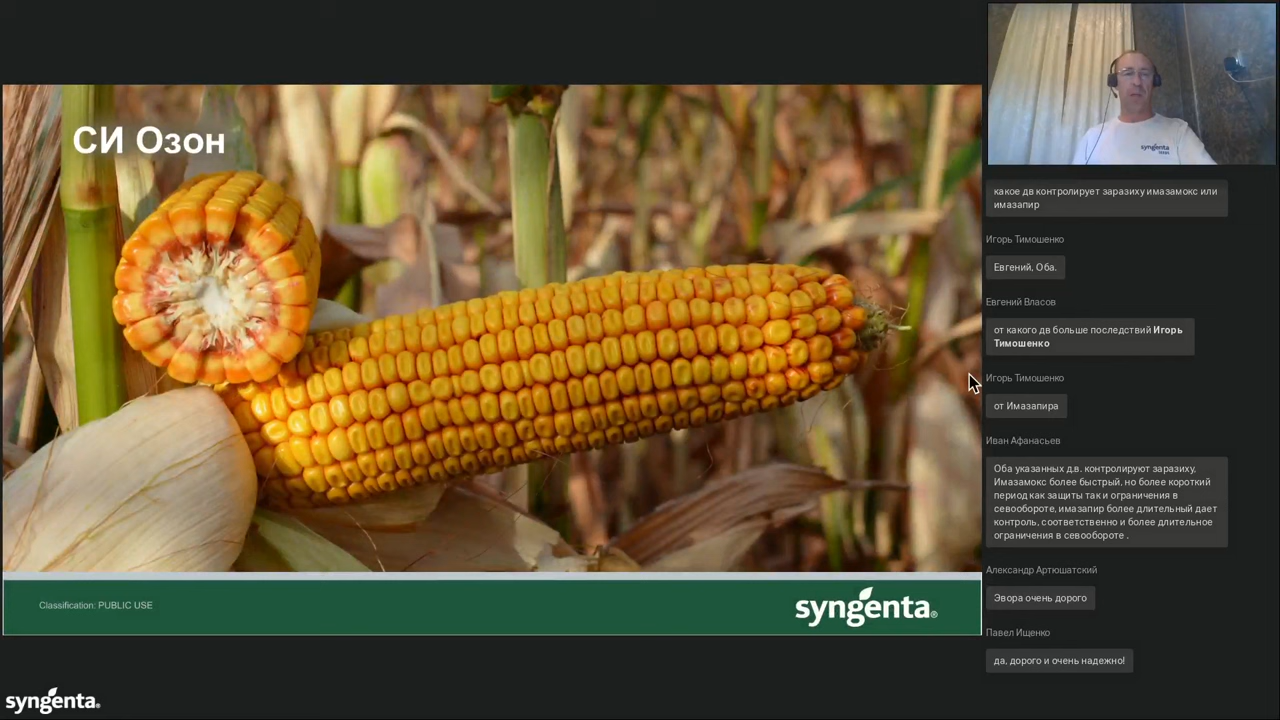 СИ Озон
Classification: PUBLIC USE
syngenta®
syngenta®
syngenta
какое дв контролирует заразиху имазамокс или
имазапир
Игорь Тимошенко
Евгений, Оба.
Евгений Власов
от какого дв больше последствий Игорь
Тимошенко
Игорь Тимошенко
от Имазапира
Иван Афанасьев
Оба указанных д.в. контролируют заразиху,
Имазамокс более быстрый, но более короткий
период как защиты так и ограничения в
севообороте, имазапир более длительный дает
контроль, соответственно и более длительное
ограничения в севообороте .
Александр Артюшатский
Эвора очень дорого
Павел Ищенко
да, дорого и очень надежно!